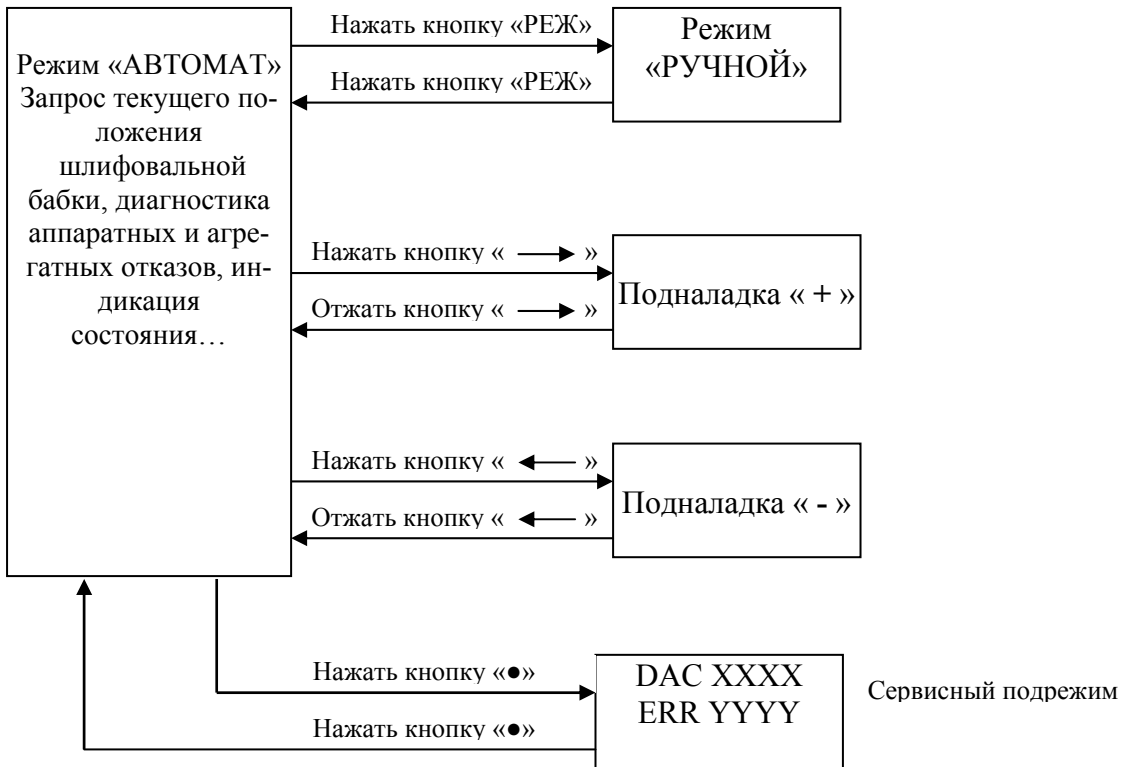 Режим «АВТОМАТ»
Запрос текущего по-
ложения
шлифовальной
бабки, диагностика
аппаратных и агре-
гатных отказов, ин-
дикация
состояния…
Нажать кнопку «РЕЖ»
Нажать кнопку «РЕЖ»
Режим
«РУЧНОЙ»
Нажать кнопку « → »
Отжать кнопку « → »
Подналадка « + »
Нажать кнопку « ← »
Отжать кнопку « ← »
Подналадка « - »
Нажать кнопку «●»
Нажать кнопку «●»
DAC XXXX
ERR YYYY
Сервисный подрежим